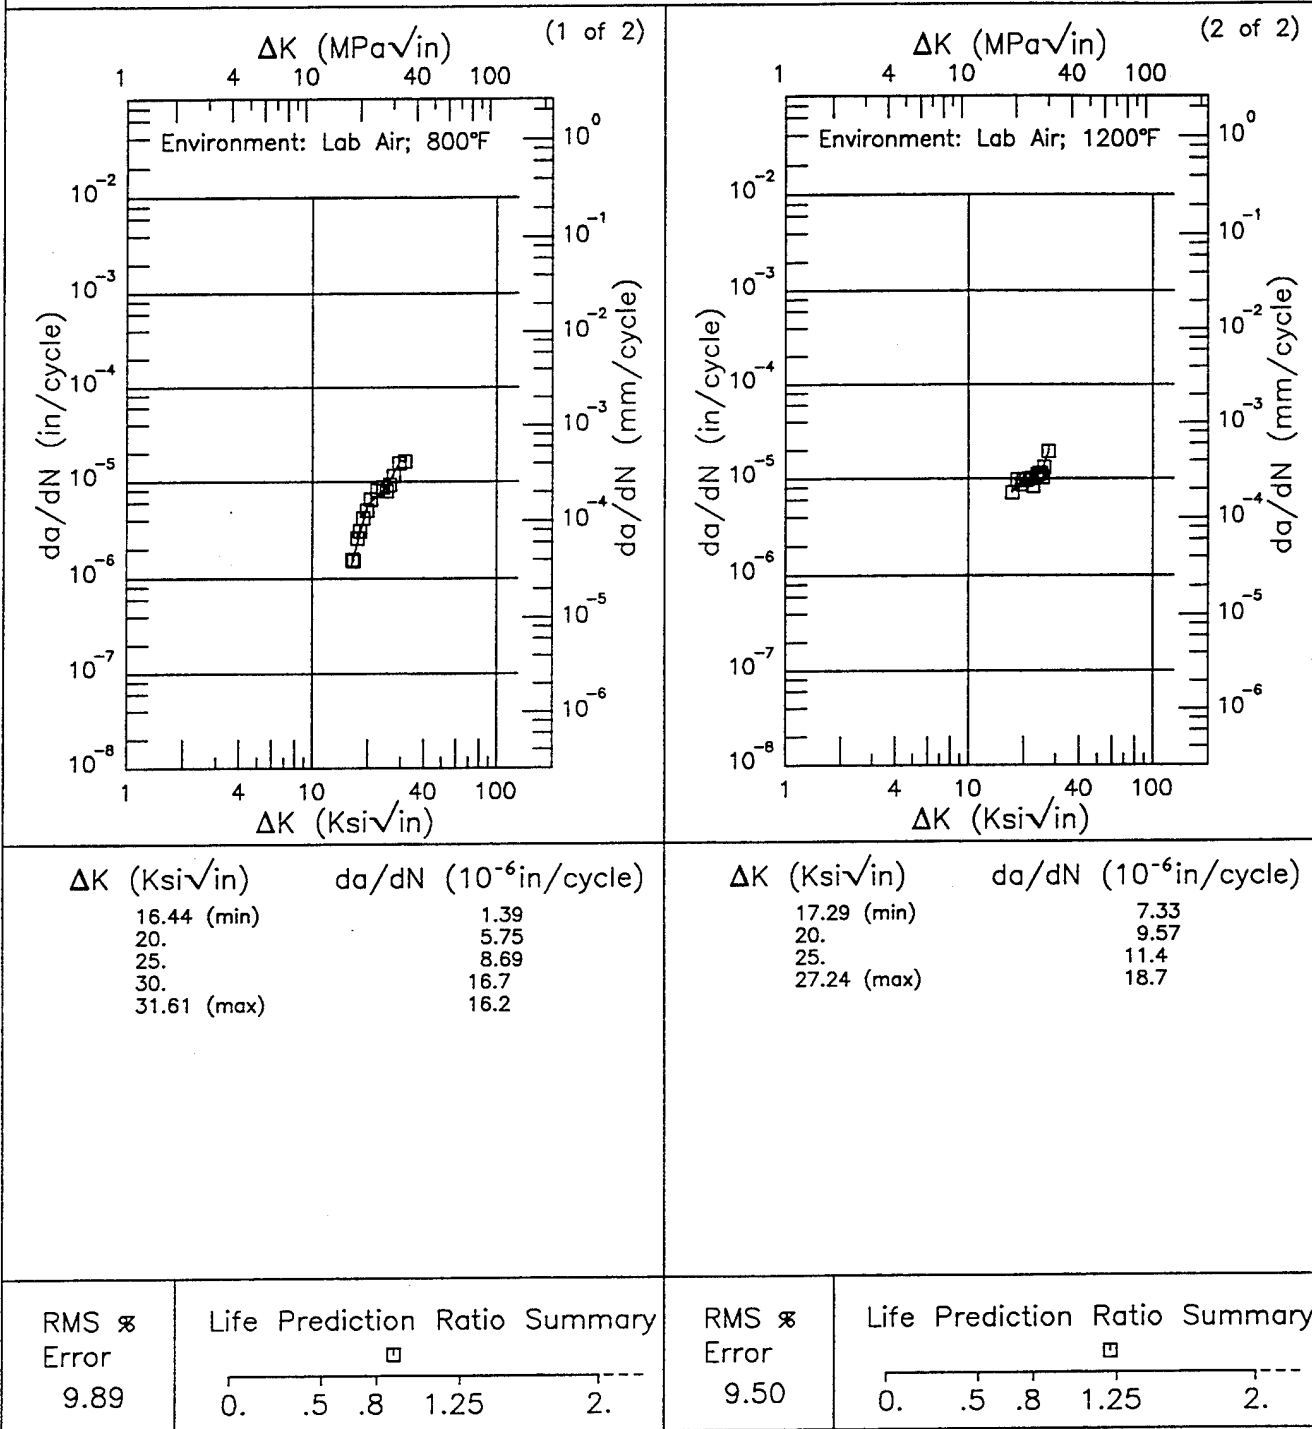 (1 of 2)
ΔK (MPa√in)
1 4 10 40 100
Environment: Lab Air; 800°F
da/dN (in/cycle)
10⁻²
10⁻³
10⁻⁴
10⁻⁵
10⁻⁶
10⁻⁷
10⁻⁸
10⁰
10⁻¹
10⁻²
10⁻³
10⁻⁴
10⁻⁵
10⁻⁶
da/dN (mm/cycle)
1 4 10 40 100
ΔK (Ksi√in)
ΔK (Ksi√in) da/dN (10⁻⁶in/cycle)
16.44 (min) 1.39
20. 5.75
25. 8.69
30. 16.7
31.61 (max) 16.2
RMS %
Error
9.89
Life Prediction Ratio Summary
0. .5 .8 1.25 2.
(2 of 2)
ΔK (MPa√in)
1 4 10 40 100
Environment: Lab Air; 1200°F
da/dN (in/cycle)
10⁻²
10⁻³
10⁻⁴
10⁻⁵
10⁻⁶
10⁻⁷
10⁻⁸
10⁰
10⁻¹
10⁻²
10⁻³
10⁻⁴
10⁻⁵
10⁻⁶
da/dN (mm/cycle)
1 4 10 40 100
ΔK (Ksi√in)
ΔK (Ksi√in) da/dN (10⁻⁶in/cycle)
17.29 (min) 7.33
20. 9.57
25. 11.4
27.24 (max) 18.7
RMS %
Error
9.50
Life Prediction Ratio Summary
0. .5 .8 1.25 2.